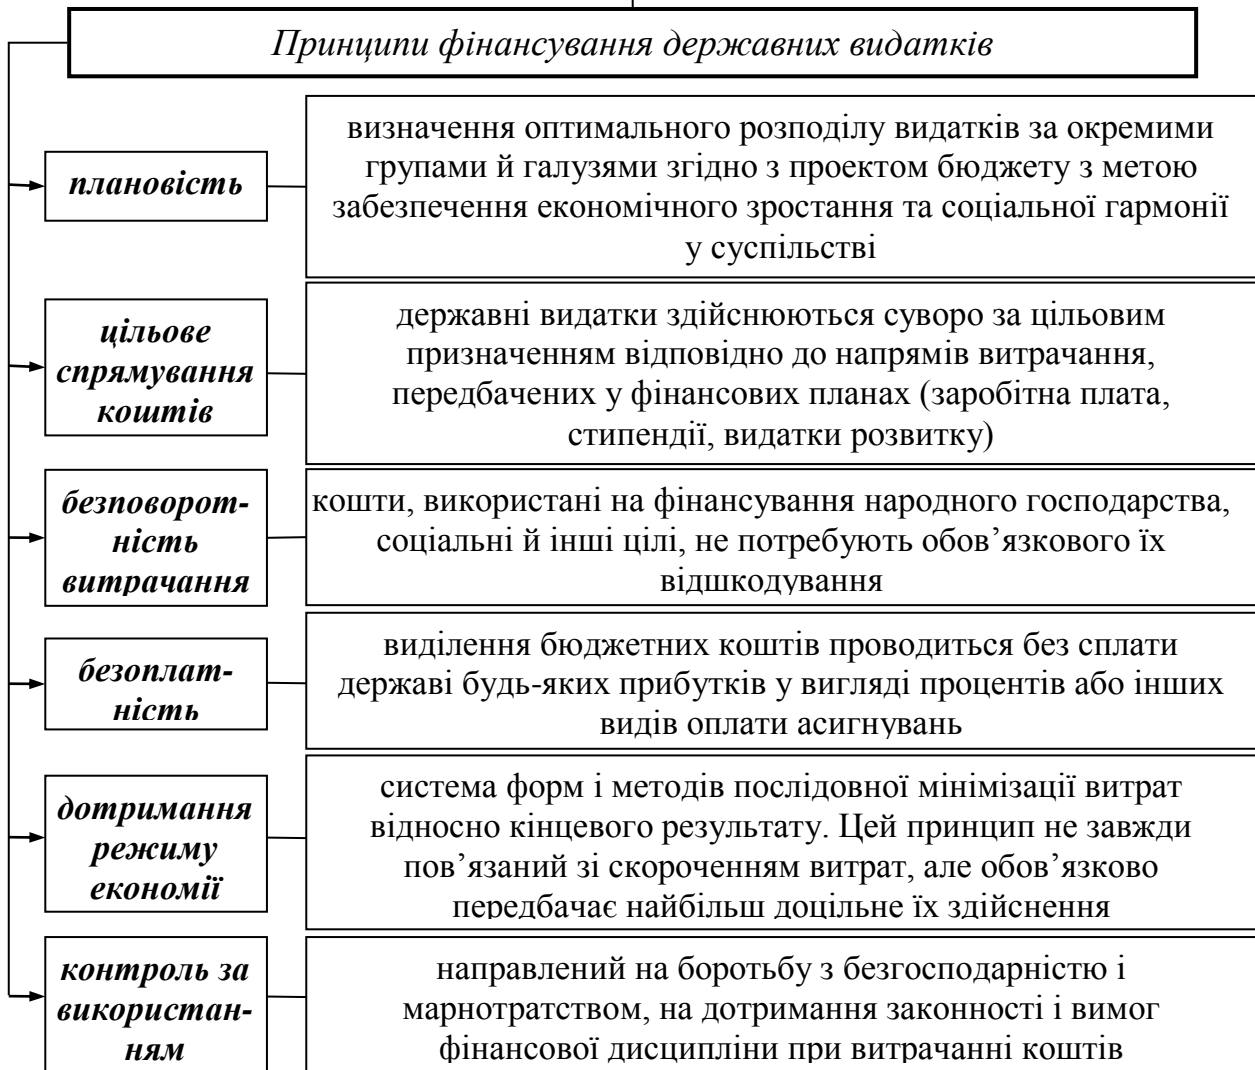 Принципи фінансування державних видатків
плановість
визначення оптимального розподілу видатків за окремими
групами й галузями згідно з проектом бюджету з метою
забезпечення економічного зростання та соціальної гармонії
у суспільстві
цільове
спрямування
коштів
державні видатки здійснюються суворо за цільовим
призначенням відповідно до напрямів витрачання,
передбачених у фінансових планах (заробітна плата,
стипендії, видатки розвитку)
безповорот-
ність
витрачання
кошти, використані на фінансування народного господарства,
соціальні й інші цілі, не потребують обов’язкового їх
відшкодування
безоплат-
ність
виділення бюджетних коштів проводиться без сплати
державі будь-яких прибутків у вигляді процентів або інших
видів оплати асигнувань
дотримання
режиму
економії
система форм і методів послідовної мінімізації витрат
відносно кінцевого результату. Цей принцип не завжди
пов’язаний зі скороченням витрат, але обов’язково
передбачає найбільш доцільне їх здійснення
контроль за
використан-
ням
направлений на боротьбу з безгосподарністю і
марнотратством, на дотримання законності і вимог
фінансової дисципліни при витрачанні коштів